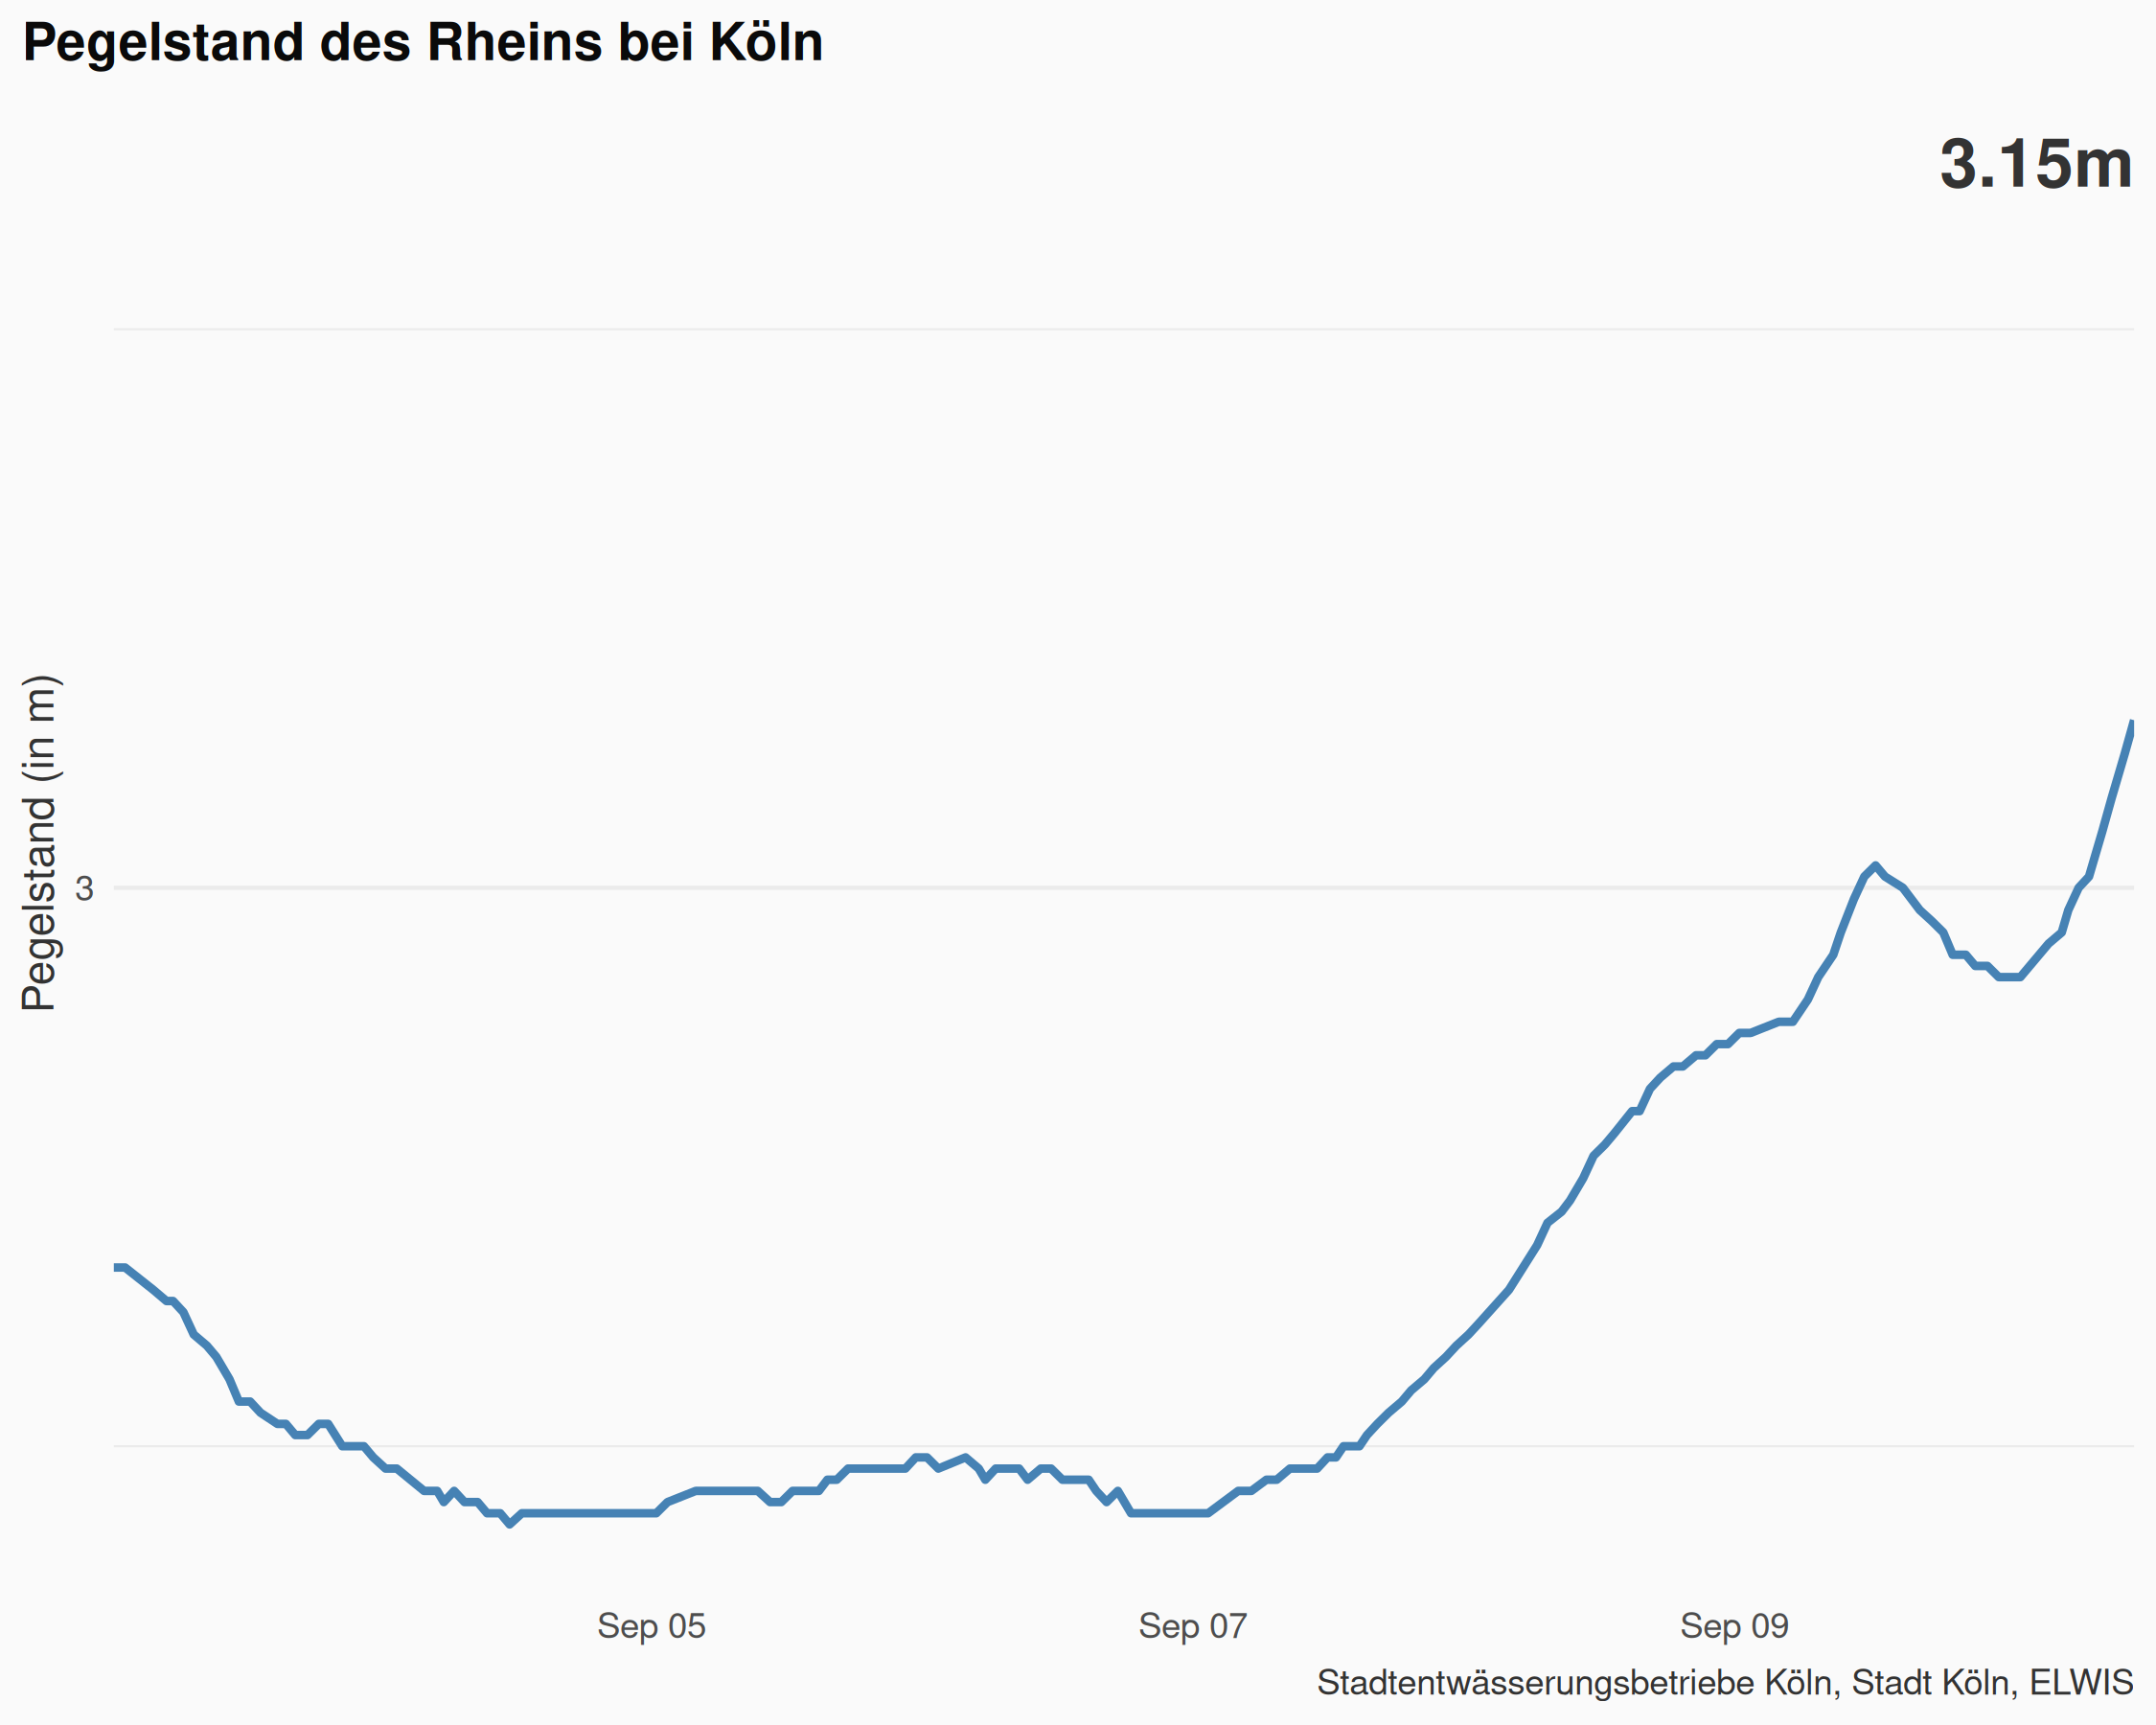 Pegelstand des Rheins bei Köln
3.15m
Pegelstand (in m)
3
Sep 05
Sep 07
Sep 09
Stadtentwässerungsbetriebe Köln, Stadt Köln, ELWIS